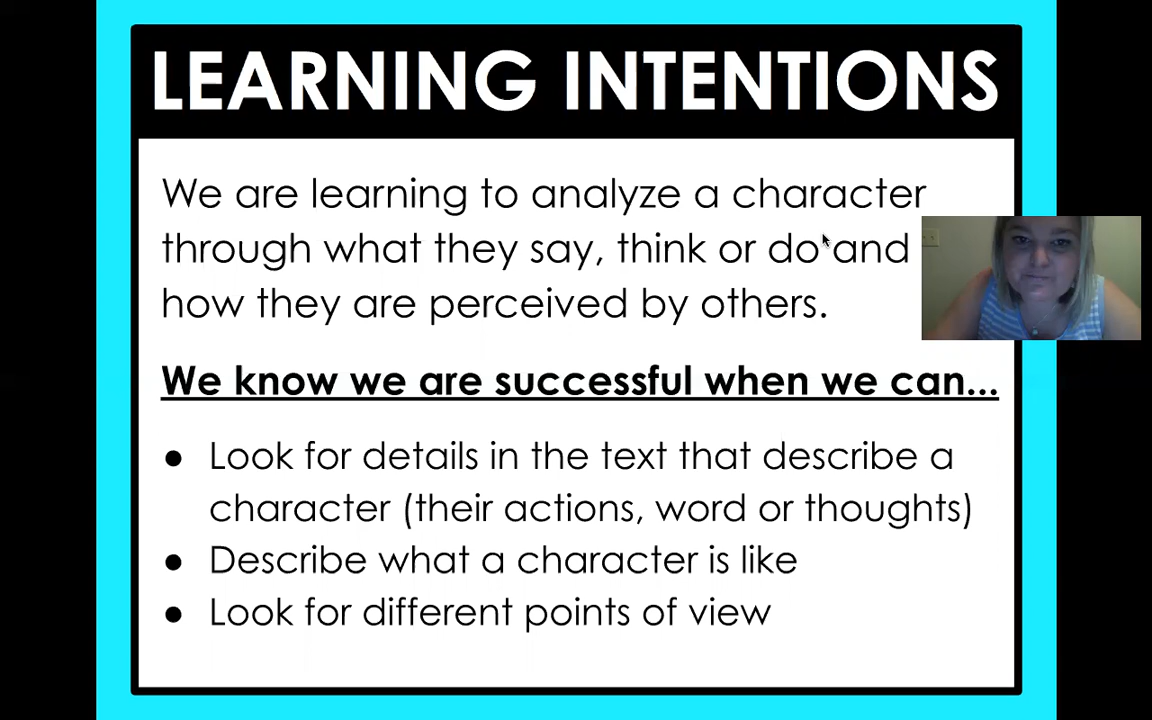 LEARNING INTENTIONS
We are learning to analyze a character
through what they say, think or do and
how they are perceived by others.
We know we are successful when we can...
● Look for details in the text that describe a
character (their actions, word or thoughts)
● Describe what a character is like
● Look for different points of view